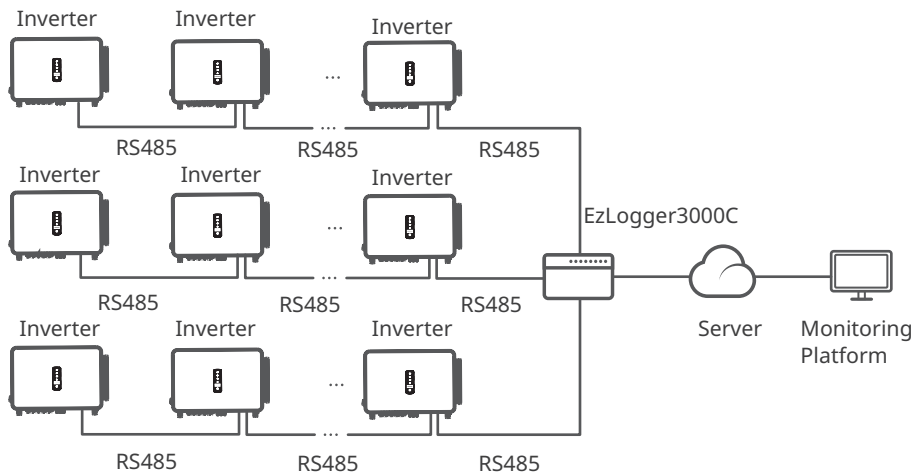 Inverter Inverter Inverter
...
...
RS485 RS485 RS485
Inverter Inverter Inverter
...
EzLogger3000C
...
RS485 RS485 RS485
Server Monitoring
Platform
Inverter Inverter Inverter
...
...
RS485 RS485 RS485